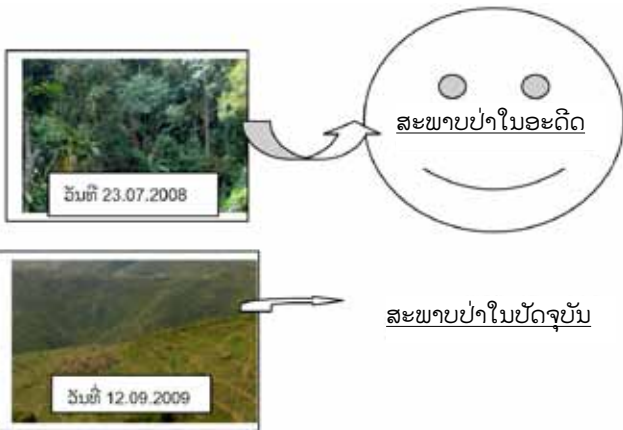 ສະພາບປ່າໃນອະດີດ
ວັນທີ 23.07.2008
ສະພາບປ່າໃນປັດຈຸບັນ
ວັນທີ່ 12.09.2009